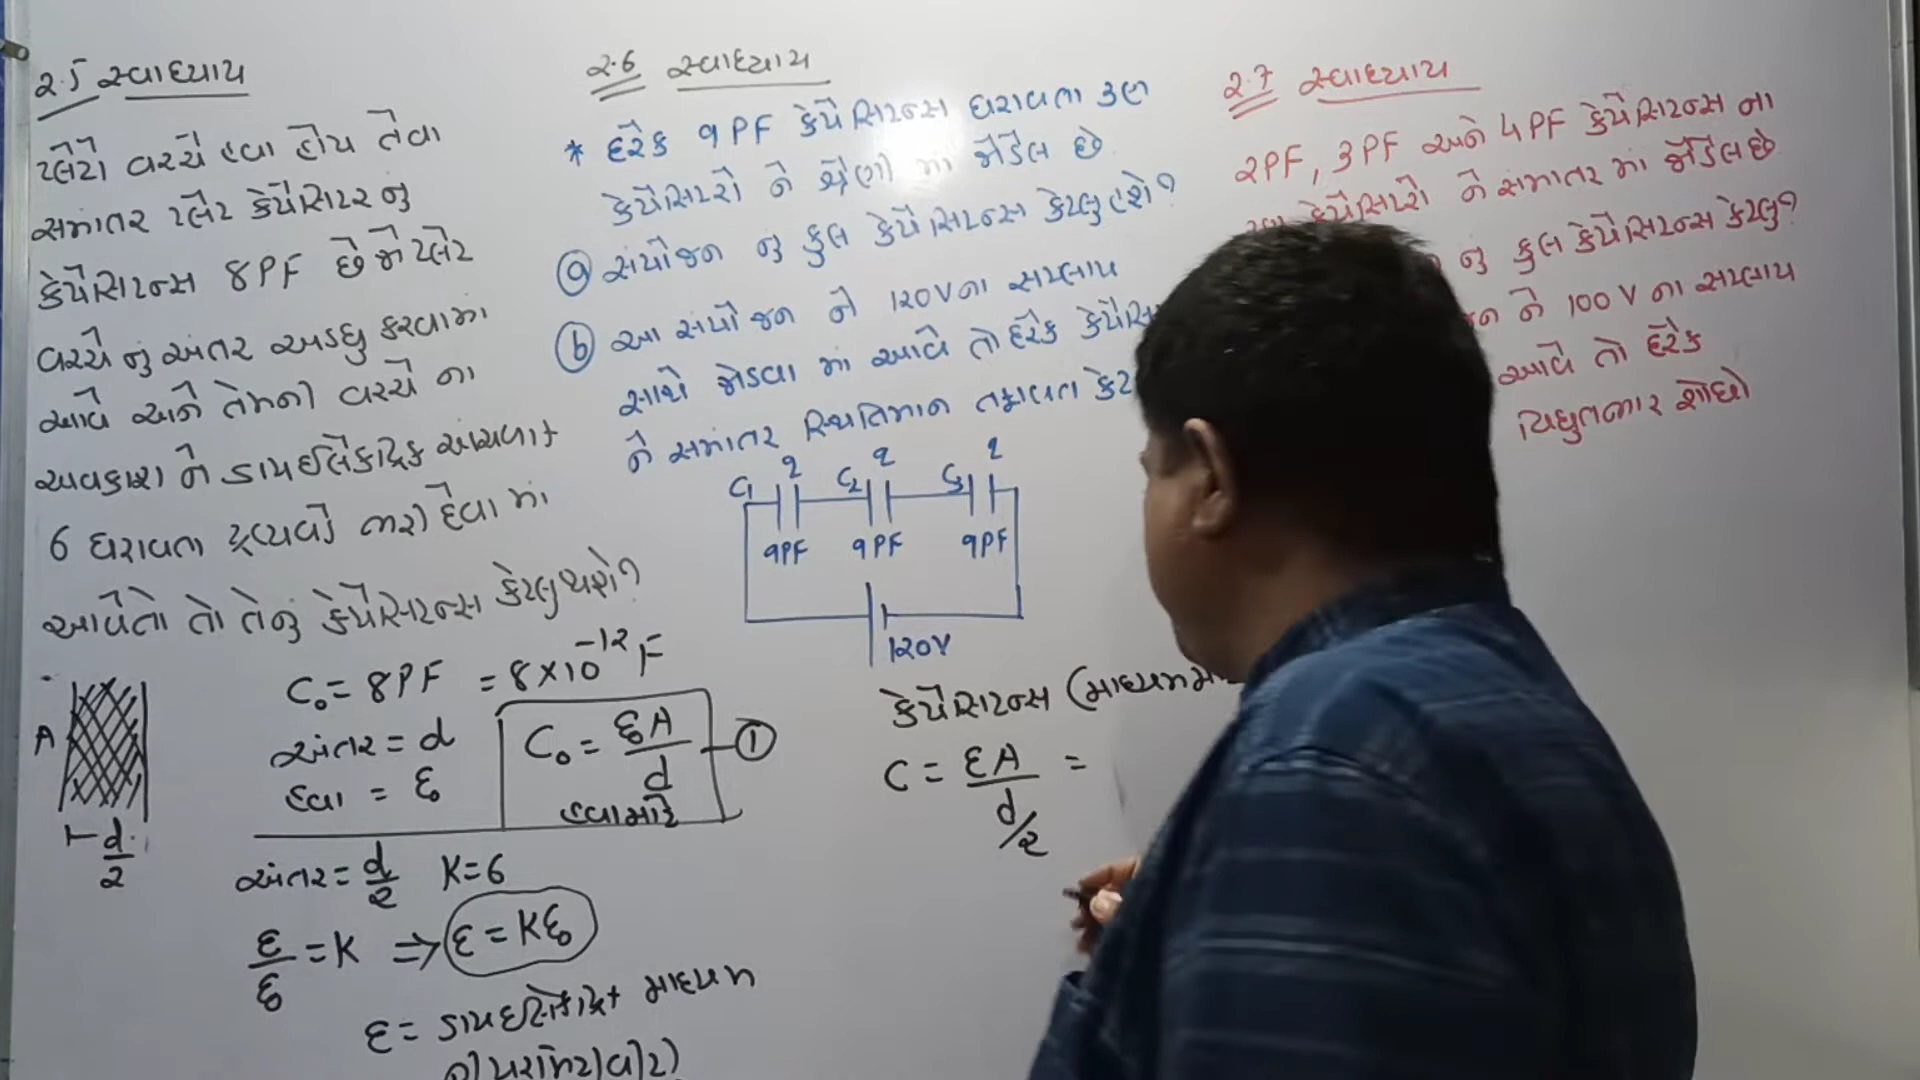 ૨.5 સ્વાધ્યાય
પ્લેટો વચ્ચે હવા હોય તેવા
સમાંતર પ્લેટ કેપેસિટરનું
કેપેસિટન્સ 8PF છે જો પ્લેટ
વચ્ચેનું અંતર અડધુ કરવામાં
આવે અને તેમની વચ્ચે ના
અવકાશ ને ડાયઈલેક્ટ્રિક અચળાંક
6 ધરાવતા દ્રવ્યવડે ભરી દેવા માં
આવેતો તો તેનું કેપેસિટન્સ કેટલુ થશે?
C₀ = 8PF = 8×10⁻¹² F
અંતર = d
હવા = ε₀
C₀ = ε₀A / d — ①
હવામાટે
A
d/2
અંતર = d/2 K=6
ε/ε₀ = K ⇒ ε = Kε₀
ε = ડાયઈલેક્ટ્રિક માધ્યમ
૨.6 સ્વાધ્યાય
* દરેક 9PF કેપેસિટન્સ ધરાવતા ત્રણ
કેપેસિટરો ને શ્રેણી માં જોડેલ છે
ⓐ સંયોજન નું કુલ કેપેસિટન્સ કેટલુ હશે?
ⓑ આ સંયોજન ને 120V ના સપ્લાય
સાથે જોડવા માં આવે તો દરેક
ને સમાંતર સ્થિતિમાન તફાવત
C₁ q C₂ q C₃ q
9PF 9PF 9PF
120V
કેપેસિટન્સ
C = εA / d/2 =
૨.7 સ્વાધ્યાય
2PF, 3PF અને 4PF કેપેસિટન્સ ના
કેપેસિટરો ને સમાંતર માં જોડેલ છે
નું કુલ કેપેસિટન્સ કેટલુ?
ને 100V ના સપ્લાય
આવે તો દરેક
વિદ્યુતભાર શોધો